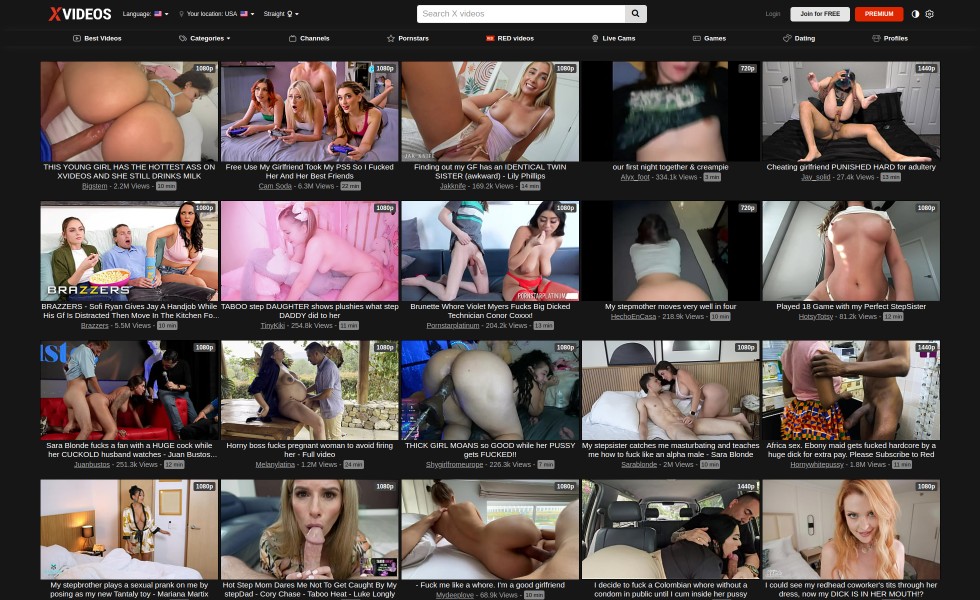 XVIDEOS
Language:
Your location: USA
Straight
Search X videos
Login
Join for FREE
PREMIUM
Best Videos
Categories
Channels
Pornstars
RED videos
Live Cams
Games
Dating
Profiles
1080p
1080p
1080p
720p
1440p
JAK KNIFE
THIS YOUNG GIRL HAS THE HOTTEST ASS ON
XVIDEOS AND SHE STILL DRINKS MILK
Bigstem - 2.2M Views - 10 min
Free Use My Girlfriend Took My PS5 So I Fucked
Her And Her Best Friends
Cam Soda - 6.3M Views - 22 min
Finding out my GF has an IDENTICAL TWIN
SISTER (awkward) - Lily Phillips
Jakknife - 169.2k Views - 14 min
our first night together & creampie
Alyx_foot - 334.1k Views - 3 min
Cheating girlfriend PUNISHED HARD for adultery
Jay_solid - 27.4k Views - 13 min
1080p
1080p
1080p
720p
1080p
BRAZZERS
PORNSTARPLATINUM
BRAZZERS - Sofi Ryan Gives Jay A Handjob While
His Gf Is Distracted Then Move In The Kitchen Fo...
Brazzers - 5.5M Views - 10 min
TABOO step DAUGHTER shows plushies what step
DADDY did to her
TinyKiki - 254.8k Views - 11 min
Brunette Whore Violet Myers Fucks Big Dicked
Technician Conor Coxxx!
Pornstarplatinum - 204.2k Views - 13 min
My stepmother moves very well in four
HechoEnCasa - 218.9k Views - 10 min
Played 18 Game with my Perfect StepSister
HotsyTotsy - 81.2k Views - 12 min
1080p
1080p
1080p
1080p
1440p
ist
Sara Blonde fucks a fan with a HUGE cock while
her CUCKOLD husband watches - Juan Bustos...
Juanbustos - 251.3k Views - 12 min
Horny boss fucks pregnant woman to avoid firing
her - Full video
Melanylatina - 1.2M Views - 24 min
THICK GIRL MOANS so GOOD while her PUSSY
gets FUCKED!!
Shygirlfromeurope - 226.3k Views - 7 min
My stepsister catches me masturbating and teaches
me how to fuck like an alpha male - Sara Blonde
Sarablonde - 2M Views - 10 min
Africa sex. Ebony maid gets fucked hardcore by a
huge dick for extra pay. Please Subscribe to Red
Hornywhitepussy - 1.8M Views - 11 min
1080p
1080p
1080p
1440p
1080p
My stepbrother plays a sexual prank on me by
posing as my new Tantaly toy - Mariana Martix
Hot Step Mom Dares Me Not To Get Caught By My
stepDad - Cory Chase - Taboo Heat - Luke Longly
- Fuck me like a whore. I'm a good girlfriend
Mydeeplove - 68.9k Views - 10 min
I decide to fuck a Colombian whore without a
condom in public until I cum inside her pussy
I could see my redhead coworker's tits through her
dress, now my DICK IS IN HER MOUTH!?